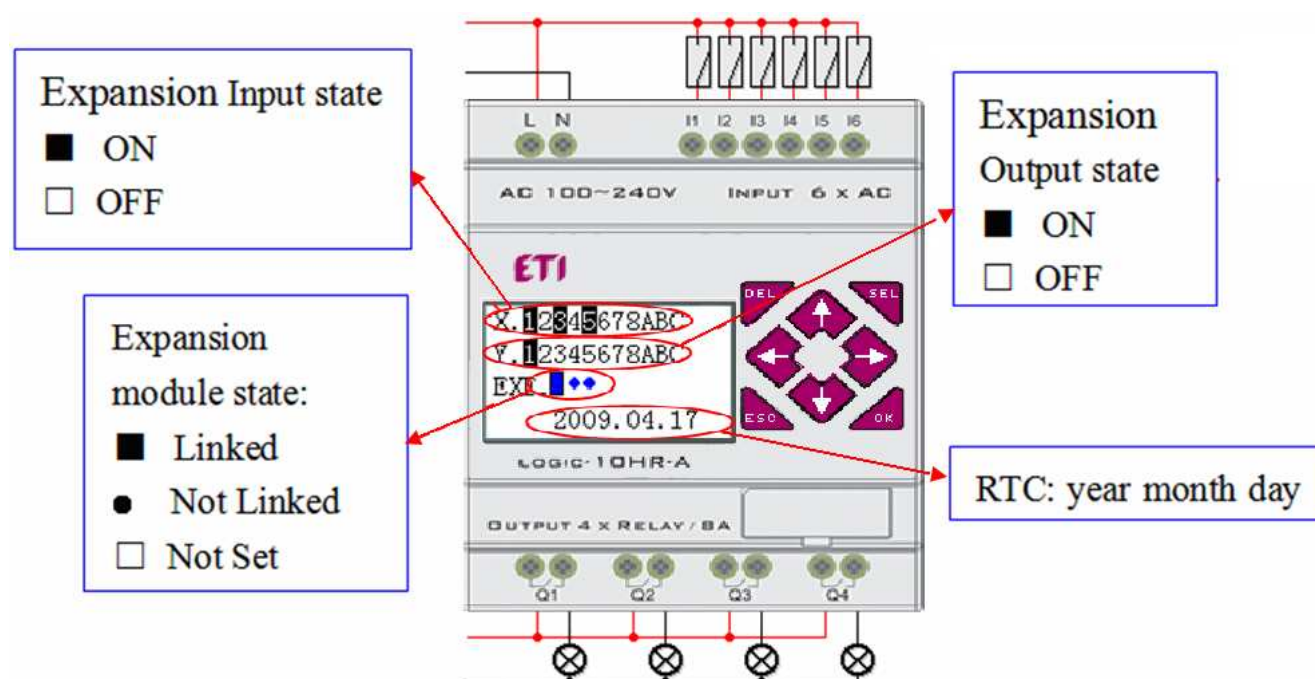 Expansion Input state
■ ON
□ OFF
Expansion
module state:
■ Linked
● Not Linked
□ Not Set
L N
I1 I2 II3 I4 I5 I6
AC 100~240V INPUT 6 x AC
ETI
X.12345678ABC
Y.12345678ABC
EXE
2009.04.17
DEL
SEL
ESC
OK
LOGIC-10HR-A
OUTPUT 4 x RELAY / 8A
Q1 Q2 Q3 Q4
Expansion
Output state
■ ON
□ OFF
RTC: year month day